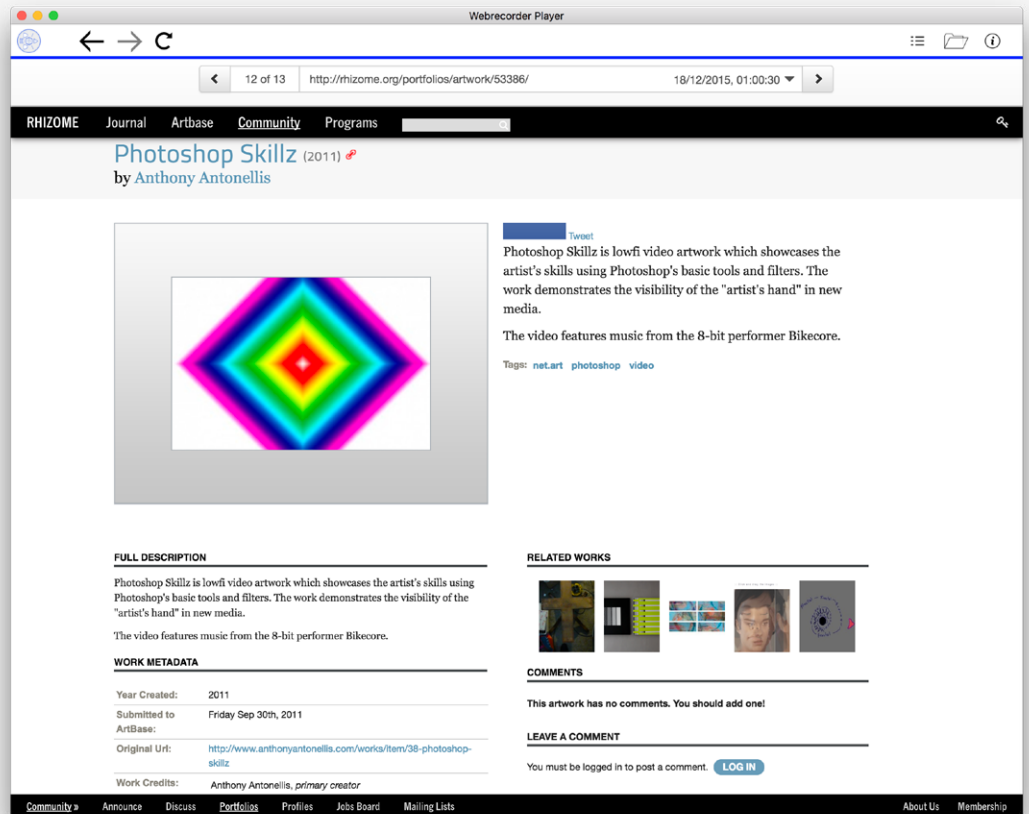 Webrecorder Player
12 of 13 http://rhizome.org/portfolios/artwork/53386/ 18/12/2015, 01:00:30
RHIZOME Journal Artbase Community Programs
Photoshop Skillz (2011)
by Anthony Antonellis
Tweet
Photoshop Skillz is lowfi video artwork which showcases the
artist's skills using Photoshop's basic tools and filters. The
work demonstrates the visibility of the "artist's hand" in new
media.
The video features music from the 8-bit performer Bikecore.
Tags: net.art photoshop video
FULL DESCRIPTION
Photoshop Skillz is lowfi video artwork which showcases the artist's skills using
Photoshop's basic tools and filters. The work demonstrates the visibility of the
"artist's hand" in new media.
The video features music from the 8-bit performer Bikecore.
WORK METADATA
Year Created: 2011
Submitted to Friday Sep 30th, 2011
ArtBase:
Original Url: http://www.anthonyantonellis.com/works/item/38-photoshop-
skillz
Work Credits: Anthony Antonellis, primary creator
RELATED WORKS
COMMENTS
This artwork has no comments. You should add one!
LEAVE A COMMENT
You must be logged in to post a comment. LOG IN
Community » Announce Discuss Portfolios Profiles Jobs Board Mailing Lists About Us Membership